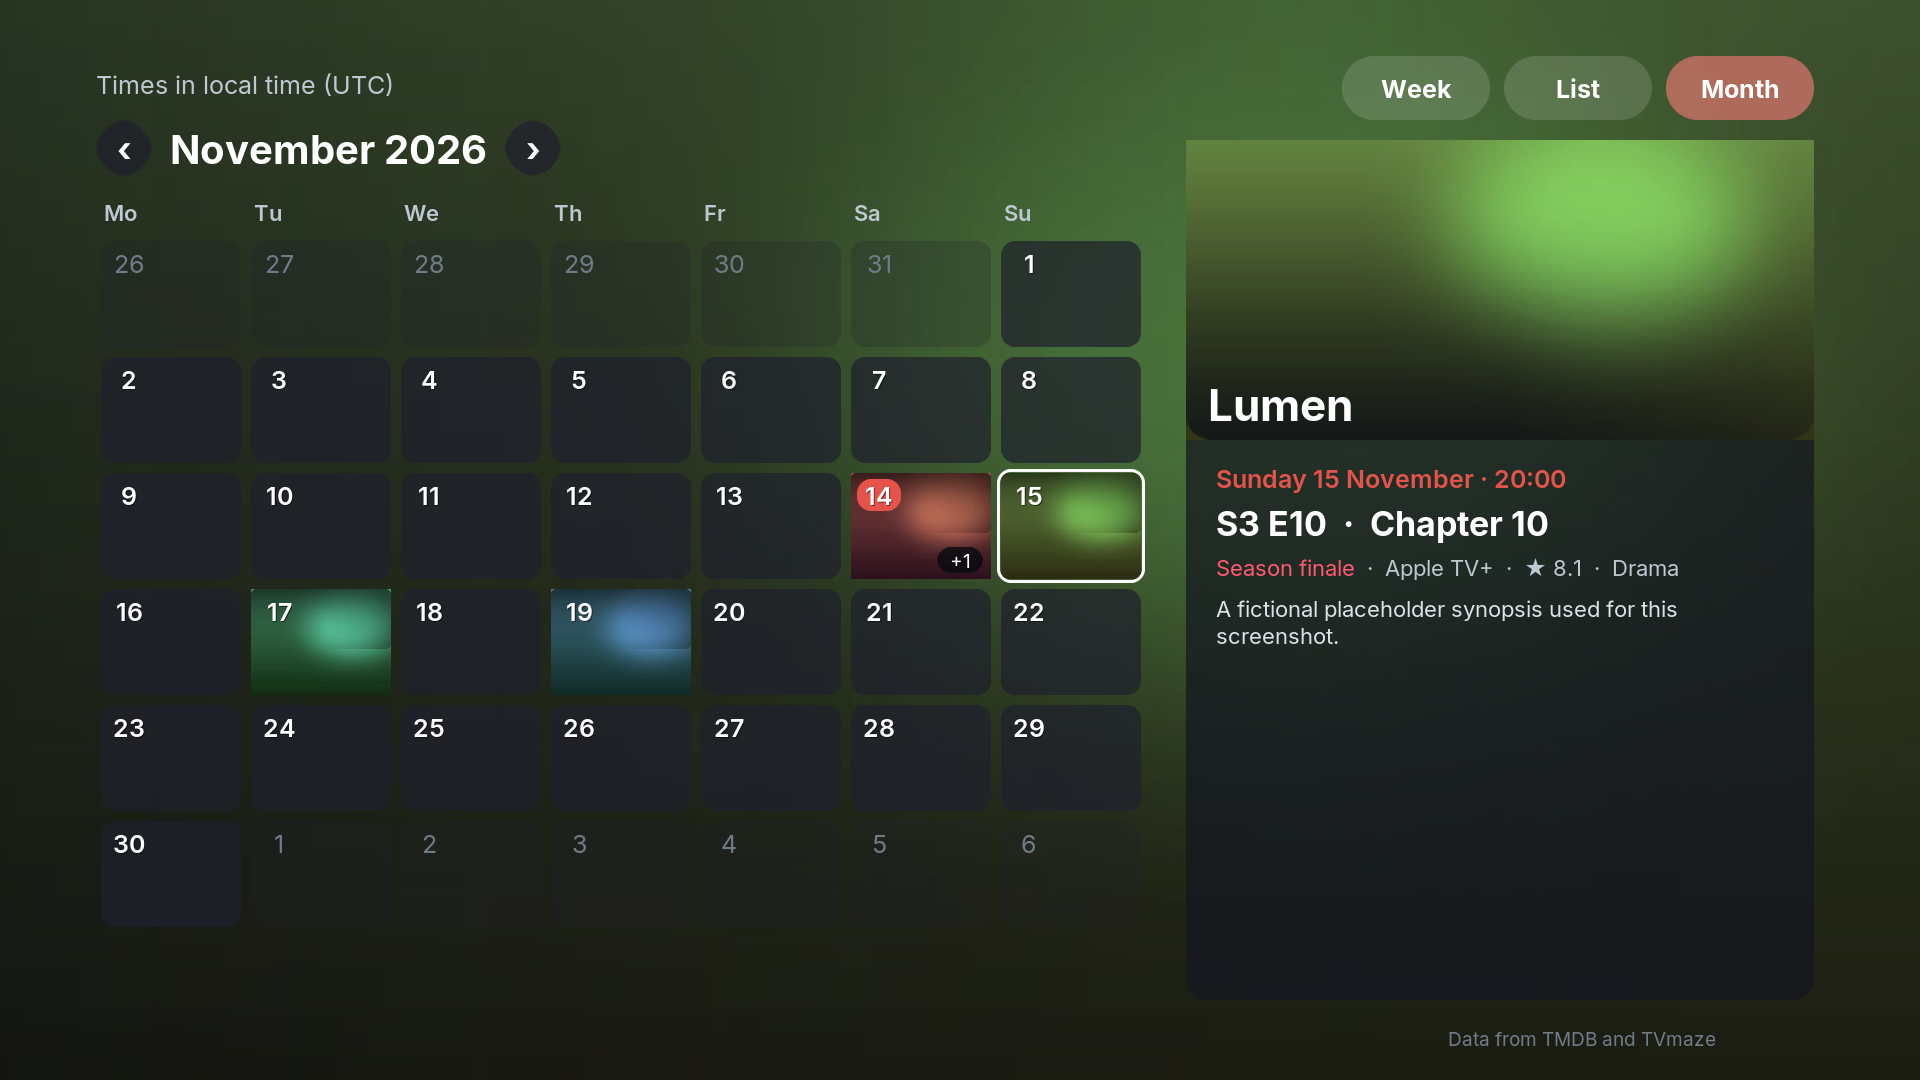 Times in local time (UTC)
Week List Month
‹ November 2026 ›
Mo Tu We Th Fr Sa Su
26 27 28 29 30 31 1
2 3 4 5 6 7 8
9 10 11 12 13 14 15
+1
16 17 18 19 20 21 22
23 24 25 26 27 28 29
30 1 2 3 4 5 6
Lumen
Sunday 15 November · 20:00
S3 E10 · Chapter 10
Season finale · Apple TV+ · ★ 8.1 · Drama
A fictional placeholder synopsis used for this
screenshot.
Data from TMDB and TVmaze